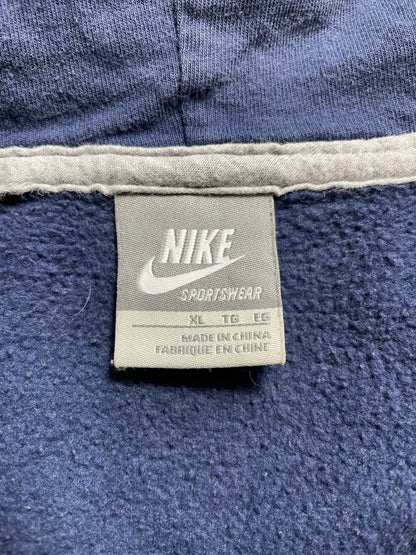 NIKE
SPORTSWEAR
XL TG EG
MADE IN CHINA
FABRIQUE EN CHINE